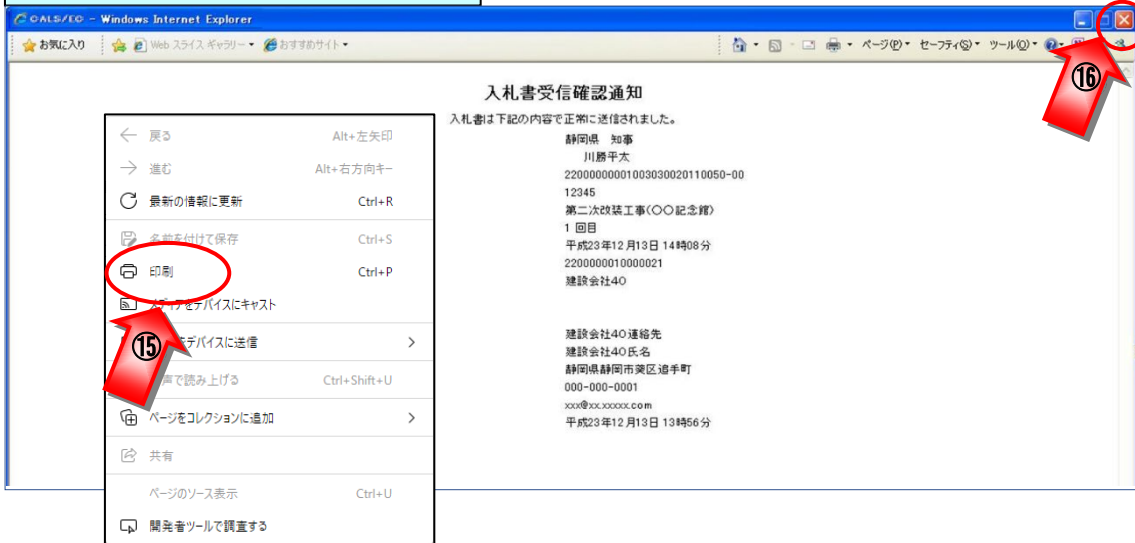 CALS/EC - Windows Internet Explorer
お気に入り Web スライス ギャラリー おすすめサイト ページ(P) セーフティ(S) ツール(O)
⑯
入札書受信確認通知
入札書は下記の内容で正常に送信されました。
静岡県 知事
川勝平太
22000000001003030020110050-00
12345
第二次改装工事(〇〇記念館)
1 回目
平成23年12月13日 14時08分
2200000010000021
建設会社40
建設会社40連絡先
建設会社40氏名
静岡県静岡市葵区追手町
000-000-0001
xxx@xx.xxxxx.com
平成23年12月13日 13時56分
戻る Alt+左矢印
進む Alt+右方向キー
最新の情報に更新 Ctrl+R
名前を付けて保存 Ctrl+S
印刷 Ctrl+P
メディアをデバイスにキャスト
⑮
デバイスに送信
声で読み上げる Ctrl+Shift+U
ページをコレクションに追加
共有
ページのソース表示 Ctrl+U
開発者ツールで調査する